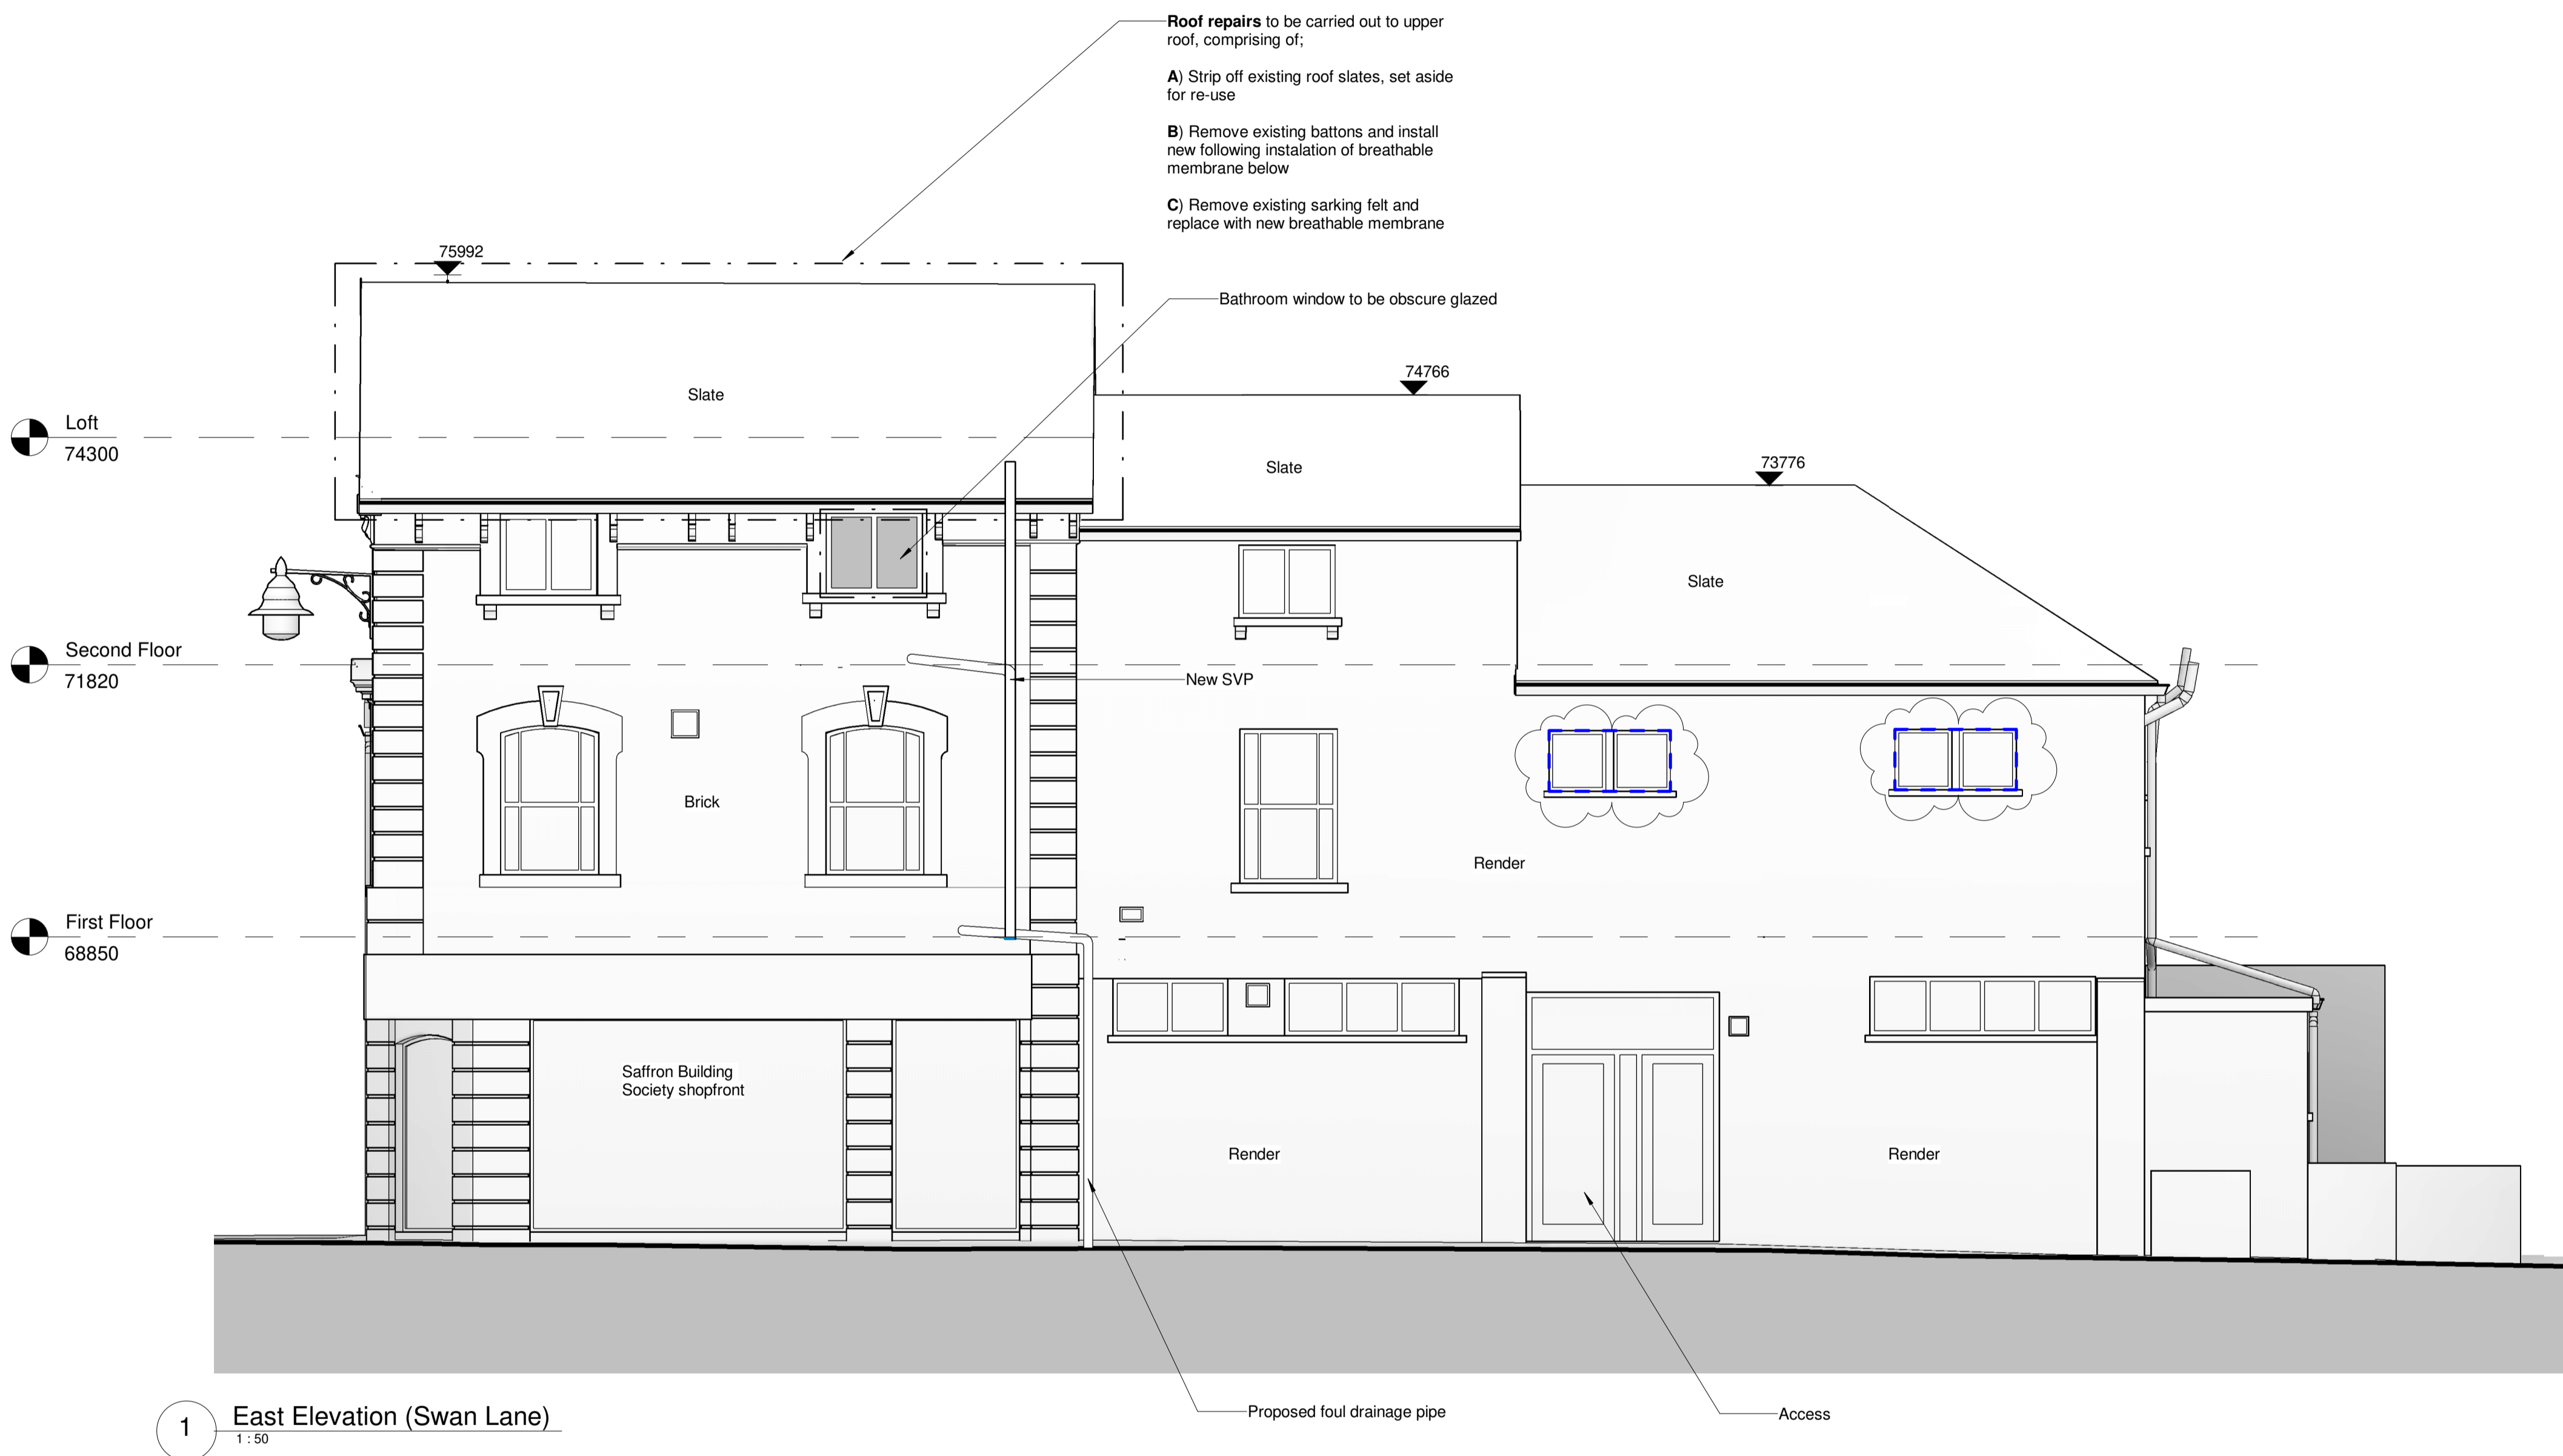 Roof repairs to be carried out to upper
roof, comprising of;
A) Strip off existing roof slates, set aside
for re-use
B) Remove existing battons and install
new following instalation of breathable
membrane below
C) Remove existing sarking felt and
replace with new breathable membrane
75992
Bathroom window to be obscure glazed
74766
Slate
Loft
74300
Slate
73776
Slate
Second Floor
71820
New SVP
Brick
Render
First Floor
68850
Saffron Building
Society shopfront
Render
Render
Proposed foul drainage pipe
Access
1
East Elevation (Swan Lane)
1 : 50